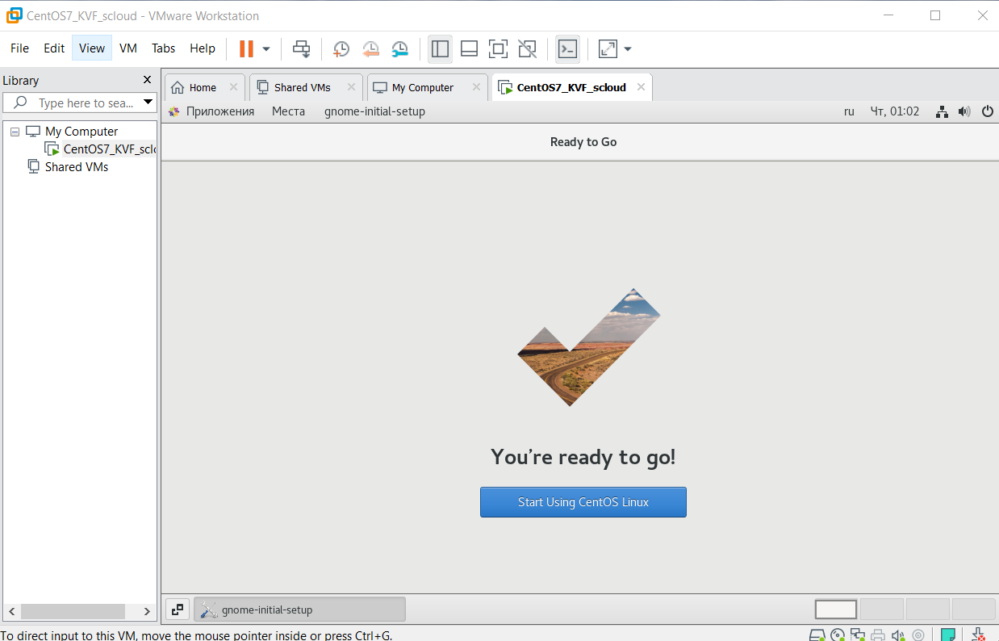 CentOS7_KVF_scloud - VMware Workstation
File Edit View VM Tabs Help
Library
Type here to sea...
Home Shared VMs My Computer CentOS7_KVF_scloud
Приложения Места gnome-initial-setup ru Чт, 01:02
My Computer
CentOS7_KVF_scl
Shared VMs
Ready to Go
You're ready to go!
Start Using CentOS Linux
gnome-initial-setup
To direct input to this VM, move the mouse pointer inside or press Ctrl+G.